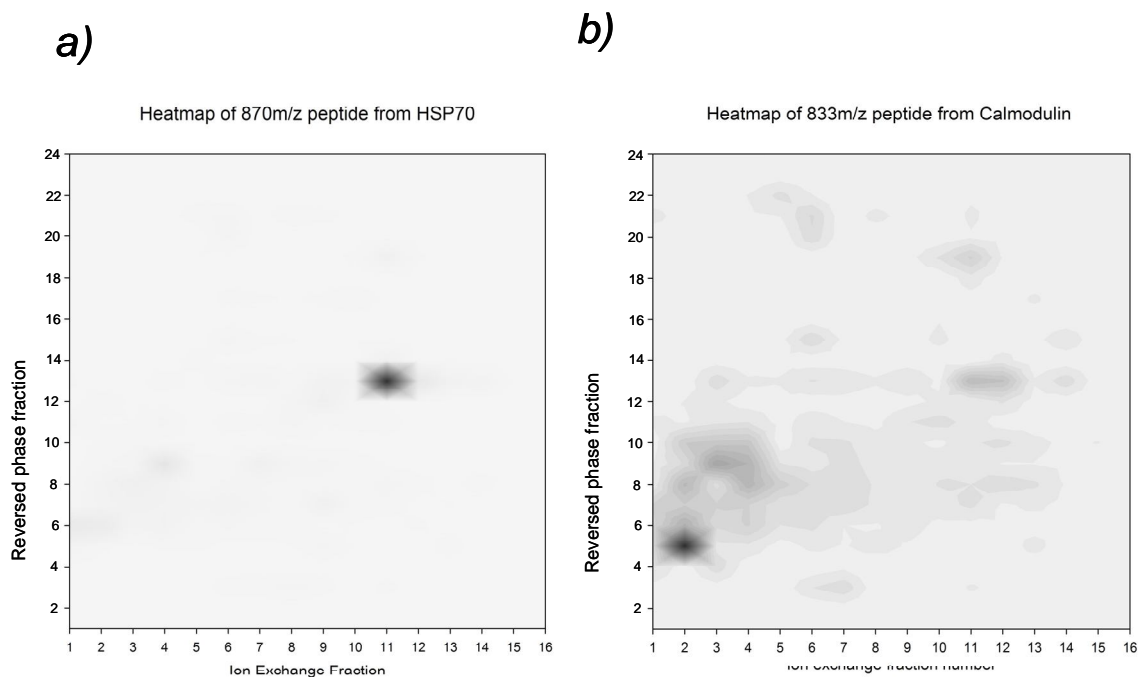 a)
Heatmap of 870m/z peptide from HSP70
24
22
20
18
16
14
12
10
8
6
4
2
Reversed phase fraction
1 2 3 4 5 6 7 8 9 10 11 12 13 14 15 16
Ion Exchange Fraction
b)
Heatmap of 833m/z peptide from Calmodulin
24
22
20
18
16
14
12
10
8
6
4
2
Reversed phase fraction
1 2 3 4 5 6 7 8 9 10 11 12 13 14 15 16
Ion exchange fraction number